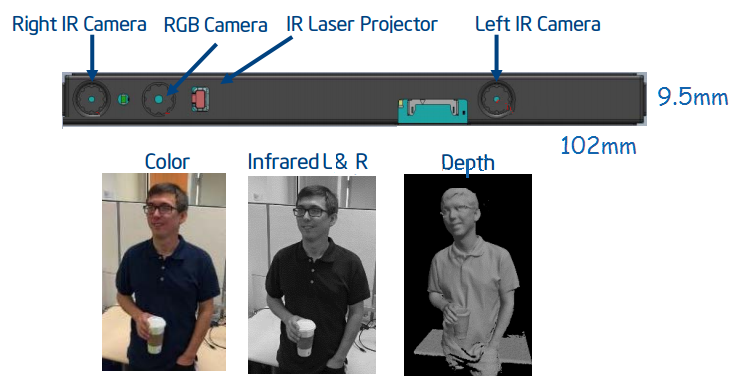 Right IR Camera
RGB Camera
IR Laser Projector
Left IR Camera
9.5mm
102mm
Color
Infrared L & R
Depth